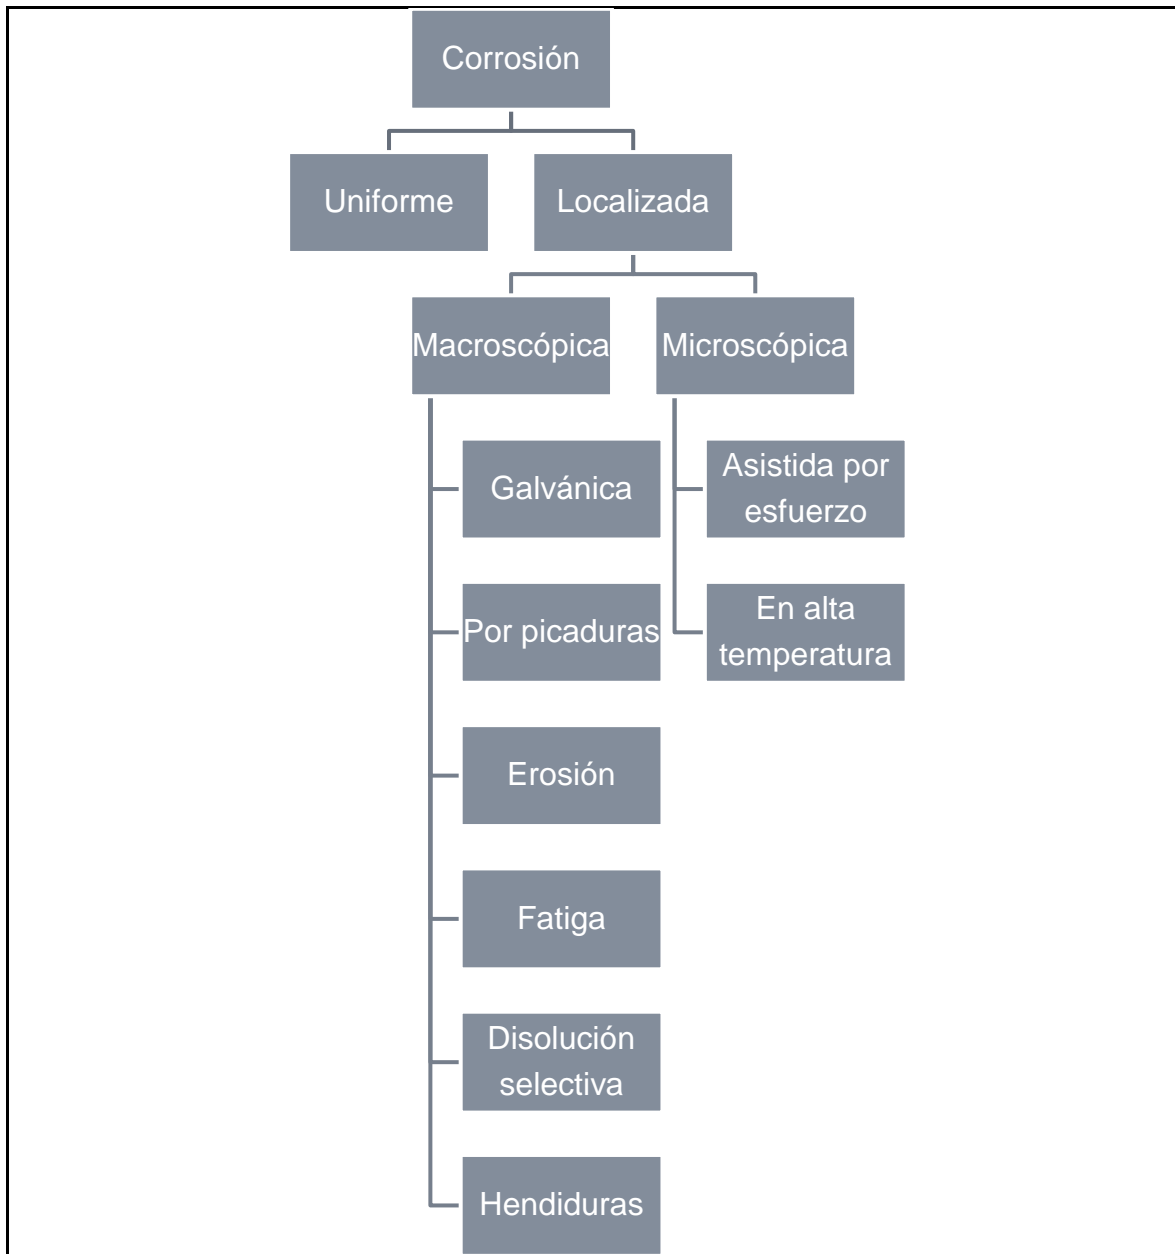 Corrosión
Uniforme
Localizada
Macroscópica
Microscópica
Galvánica
Por picaduras
Erosión
Fatiga
Disolución
selectiva
Hendiduras
Asistida por
esfuerzo
En alta
temperatura